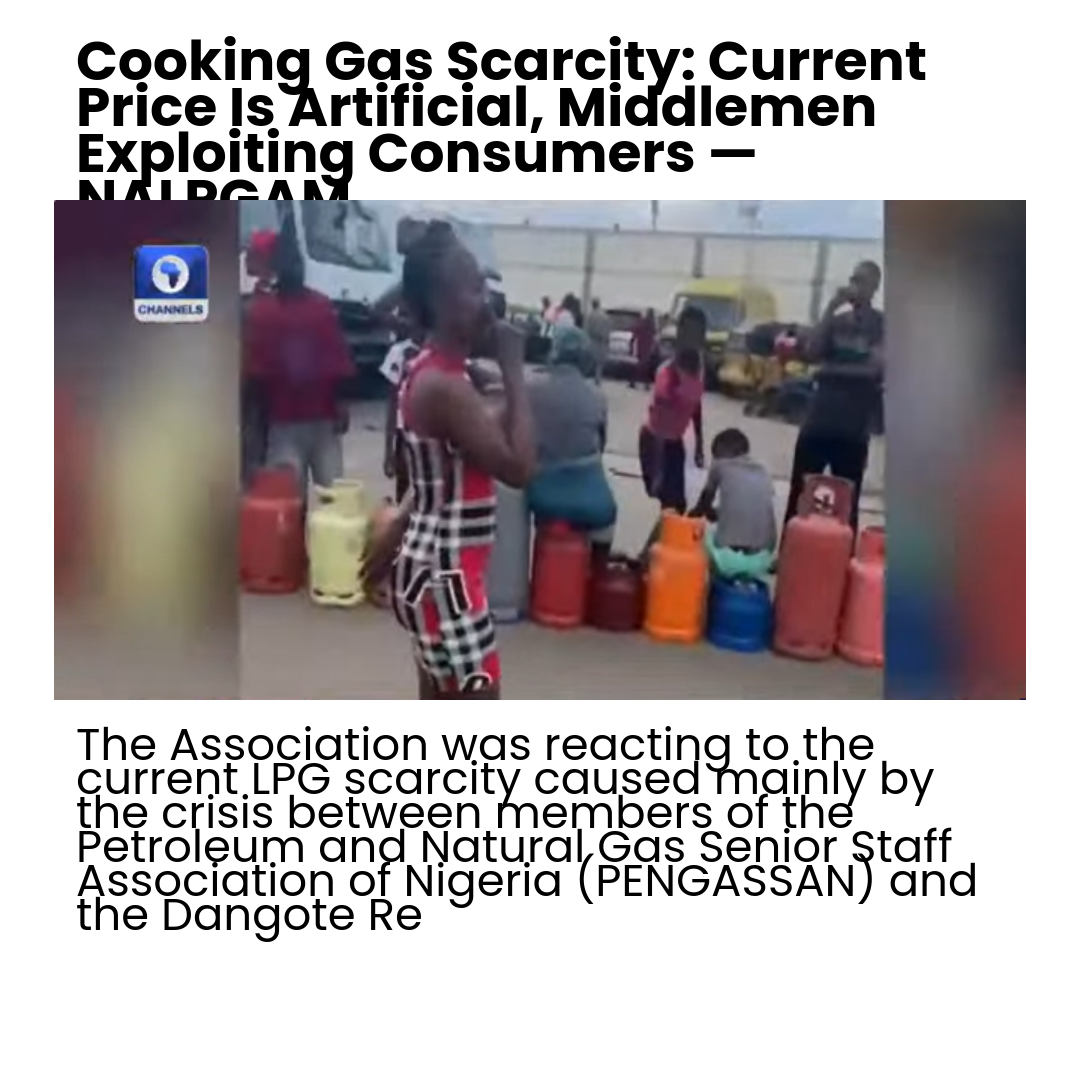 Cooking Gas Scarcity: Current
Price Is Artificial, Middlemen
Exploiting Consumers —
NALPGAM
CHANNELS
The Association was reacting to the
current LPG scarcity caused mainly by
the crisis between members of the
Petroleum and Natural Gas Senior Staff
Association of Nigeria (PENGASSAN) and
the Dangote Re